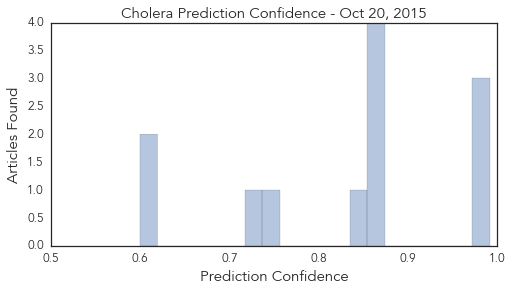 Cholera Prediction Confidence - Oct 20, 2015
Articles Found
4.0
3.5
3.0
2.5
2.0
1.5
1.0
0.5
0.0
0.5 0.6 0.7 0.8 0.9 1.0
Prediction Confidence